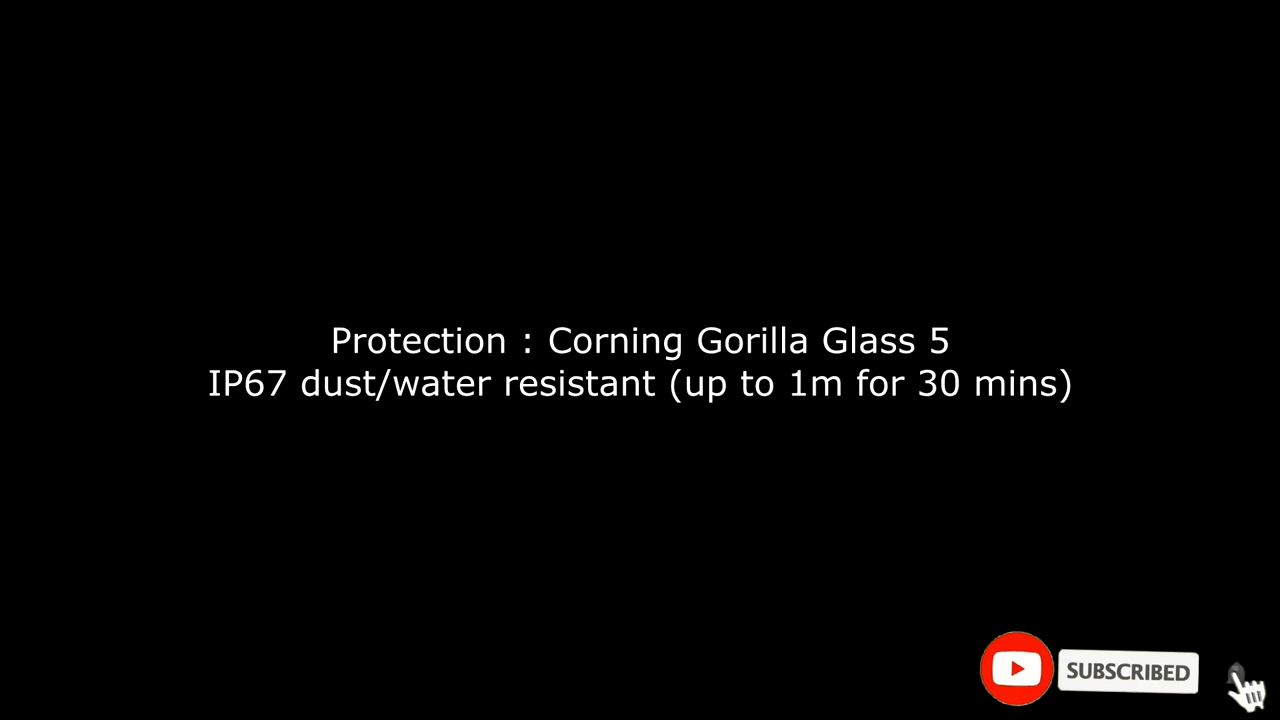 Protection : Corning Gorilla Glass 5
IP67 dust/water resistant (up to 1m for 30 mins)
SUBSCRIBED